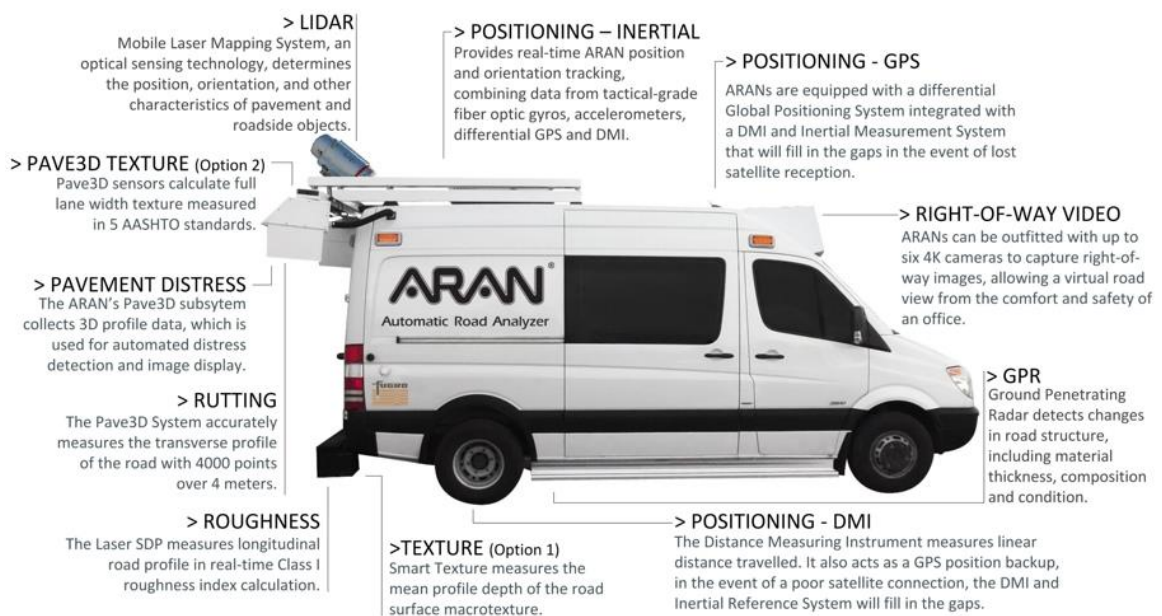 > LIDAR
Mobile Laser Mapping System, an
optical sensing technology, determines
the position, orientation, and other
characteristics of pavement and
roadside objects.
> POSITIONING – INERTIAL
Provides real-time ARAN position
and orientation tracking,
combining data from tactical-grade
fiber optic gyros, accelerometers,
differential GPS and DMI.
> POSITIONING - GPS
ARANs are equipped with a differential
Global Positioning System integrated with
a DMI and Inertial Measurement System
that will fill in the gaps in the event of lost
satellite reception.
> PAVE3D TEXTURE (Option 2)
Pave3D sensors calculate full
lane width texture measured
in 5 AASHTO standards.
> RIGHT-OF-WAY VIDEO
ARANs can be outfitted with up to
six 4K cameras to capture right-of-
way images, allowing a virtual road
view from the comfort and safety of
an office.
> PAVEMENT DISTRESS
The ARAN's Pave3D subsytem
collects 3D profile data, which is
used for automated distress
detection and image display.
ARAN®
Automatic Road Analyzer
fugro
> RUTTING
The Pave3D System accurately
measures the transverse profile
of the road with 4000 points
over 4 meters.
> GPR
Ground Penetrating
Radar detects changes
in road structure,
including material
thickness, composition
and condition.
> ROUGHNESS
The Laser SDP measures longitudinal
road profile in real-time Class I
roughness index calculation.
>TEXTURE (Option 1)
Smart Texture measures the
mean profile depth of the road
surface macrotexture.
> POSITIONING - DMI
The Distance Measuring Instrument measures linear
distance travelled. It also acts as a GPS position backup,
in the event of a poor satellite connection, the DMI and
Inertial Reference System will fill in the gaps.